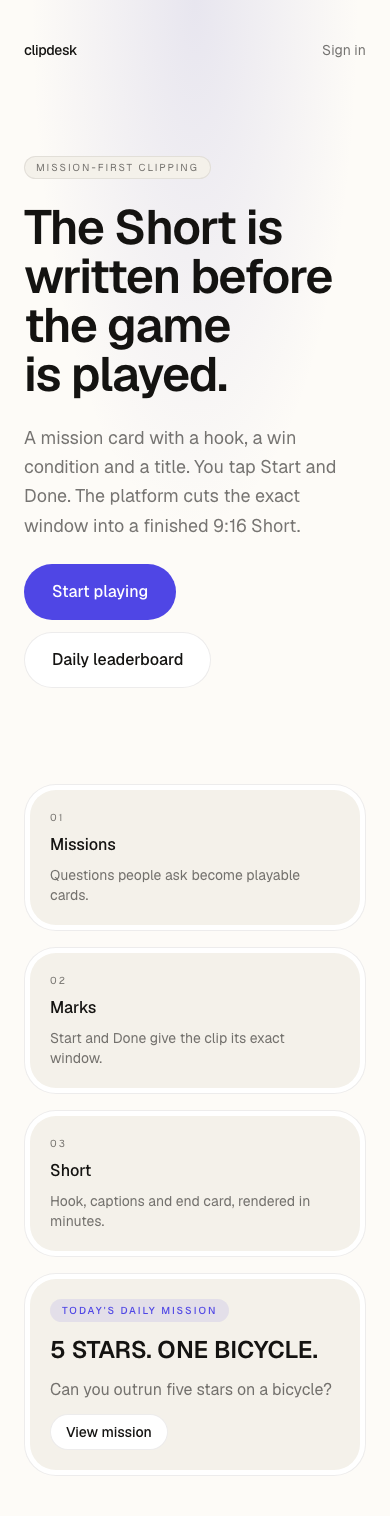 clipdesk
Sign in
MISSION-FIRST CLIPPING
The Short is
written before
the game
is played.
A mission card with a hook, a win
condition and a title. You tap Start and
Done. The platform cuts the exact
window into a finished 9:16 Short.
Start playing
Daily leaderboard
01
Missions
Questions people ask become playable
cards.
02
Marks
Start and Done give the clip its exact
window.
03
Short
Hook, captions and end card, rendered in
minutes.
TODAY'S DAILY MISSION
5 STARS. ONE BICYCLE.
Can you outrun five stars on a bicycle?
View mission